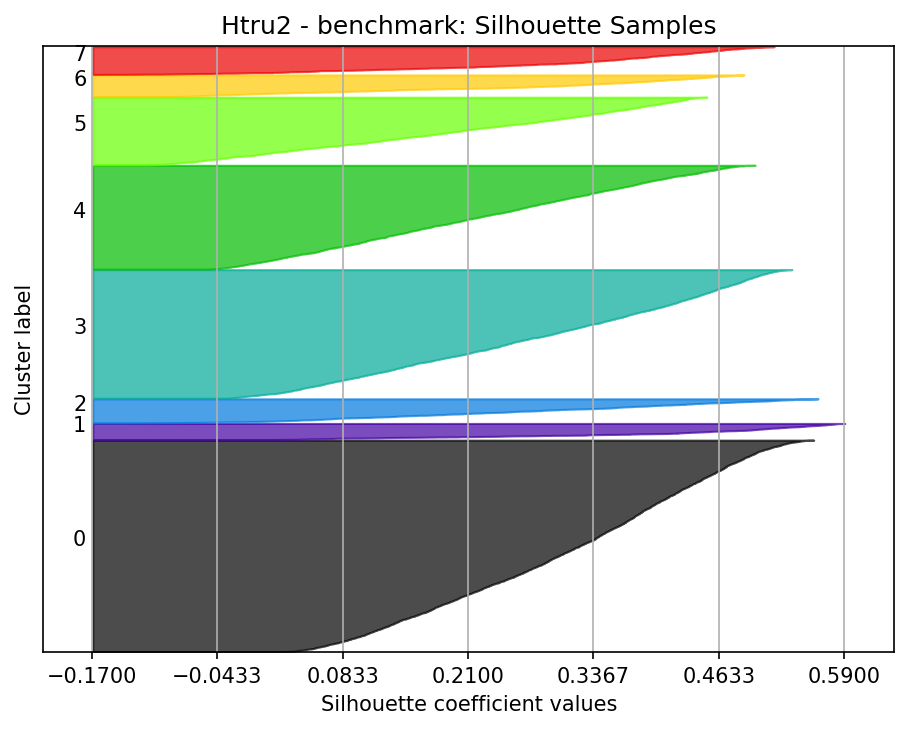 Htru2 - benchmark: Silhouette Samples
7
6
5
4
3
2
1
0
Cluster label
−0.1700 −0.0433 0.0833 0.2100 0.3367 0.4633 0.5900
Silhouette coefficient values